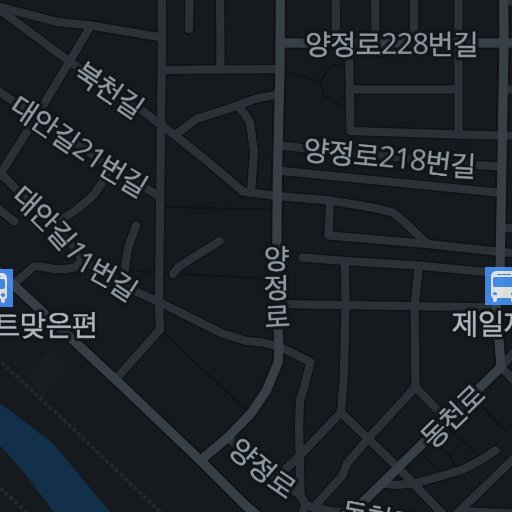 양정로228번길
북천길
대안길21번길
양정로218번길
대안길11번길
양정로
트맞은편
제일
동천로
양정로